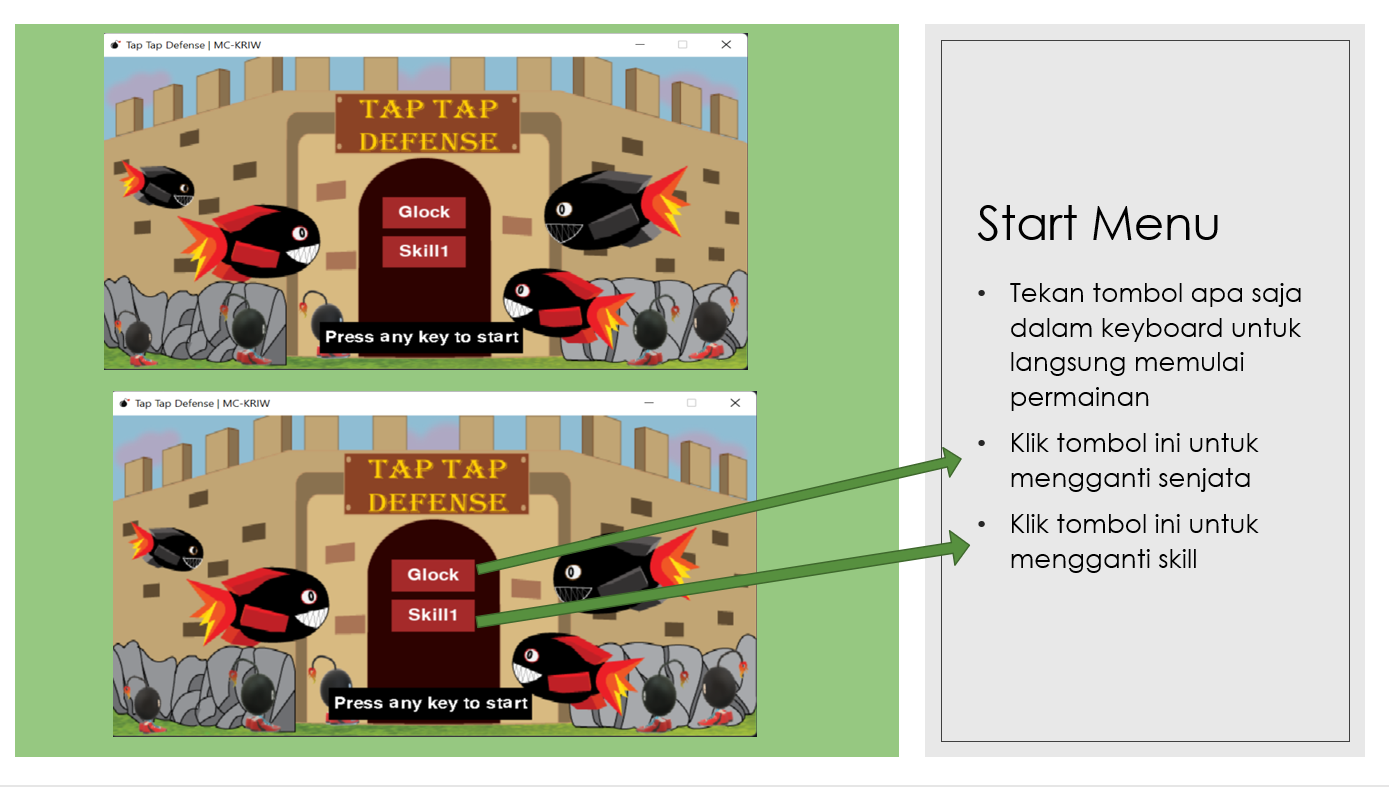 Tap Tap Defense | MC-KRIW
TAP TAP
DEFENSE
Glock
Skill1
Press any key to start
Tap Tap Defense | MC-KRIW
TAP TAP
DEFENSE
Glock
Skill1
Press any key to start
Start Menu
• Tekan tombol apa saja
dalam keyboard untuk
langsung memulai
permainan
• Klik tombol ini untuk
mengganti senjata
• Klik tombol ini untuk
mengganti skill